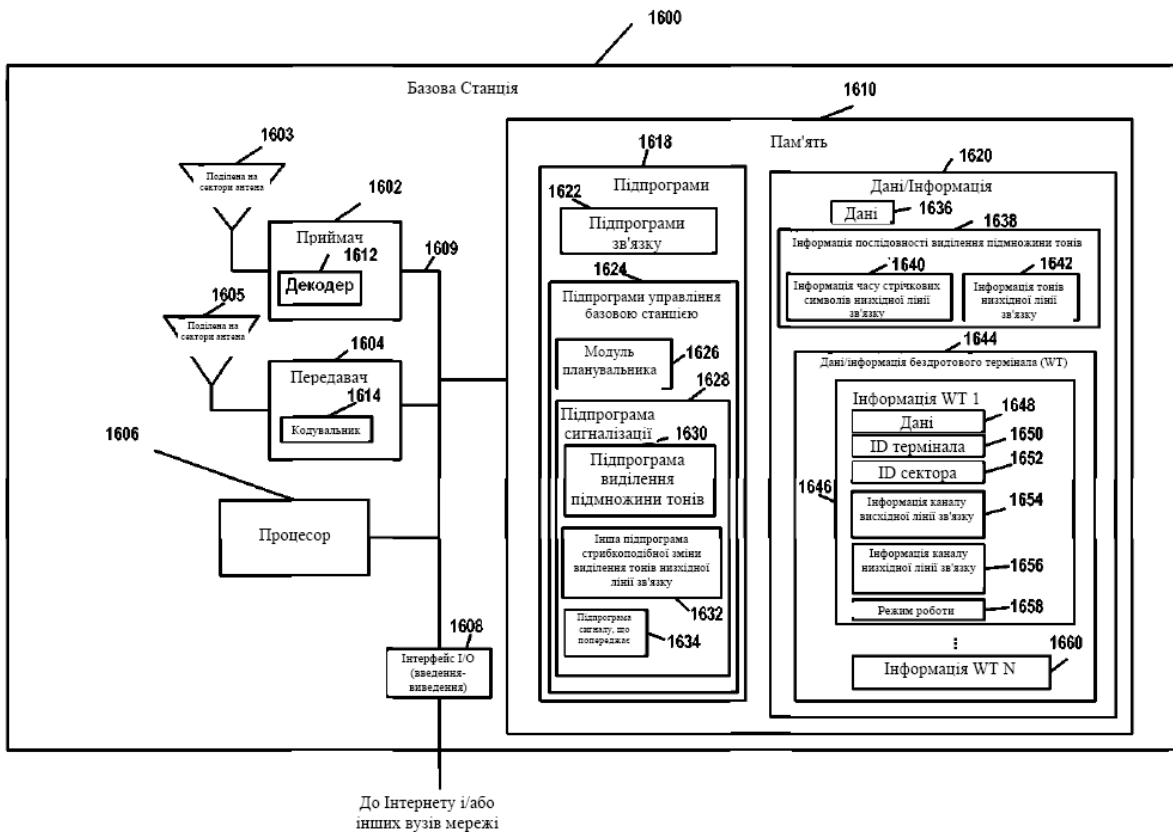 1600
Базова Станція
1610
Пам'ять
1603
Поділена на
сектори антена
1602
Приймач
1612
Декодер
1609
1605
Поділена на
сектори антена
1604
Передавач
1614
Кодувальник
1606
Процесор
1608
Інтерфейс I/O
(введення-
виведення)
До Інтернету і/або
інших вузів мережі
1618
Підпрограми
1622
Підпрограми
зв'язку
1624
Підпрограми управління
базовою станцією
Модуль
планувальника
1626
1628
Підпрограма
сигналізації
1630
Підпрограма
виділення
підмножини тонів
Інша підпрограма
стрибкоподібної зміни
виділення тонів низхідної
лінії зв'язку
1632
Підпрограма
сигналу, що
попереджає
1634
1620
Дані/Інформація
Дані
1636
1638
Інформація послідовності виділення підмножини тонів
1640
Інформація часу стрічкових
символів низхідної лінії
зв'язку
1642
Інформація тонів
низхідної лінії
зв'язку
1644
Дані/інформація бездротового термінала (WT)
Інформація WT 1
1646
Дані
1648
ID термінала
1650
ID сектора
1652
Інформація каналу
висхідної лінії зв'язку
1654
Інформація каналу
низхідної лінії зв'язку
1656
Режим роботи
1658
⋮
1660
Інформація WT N